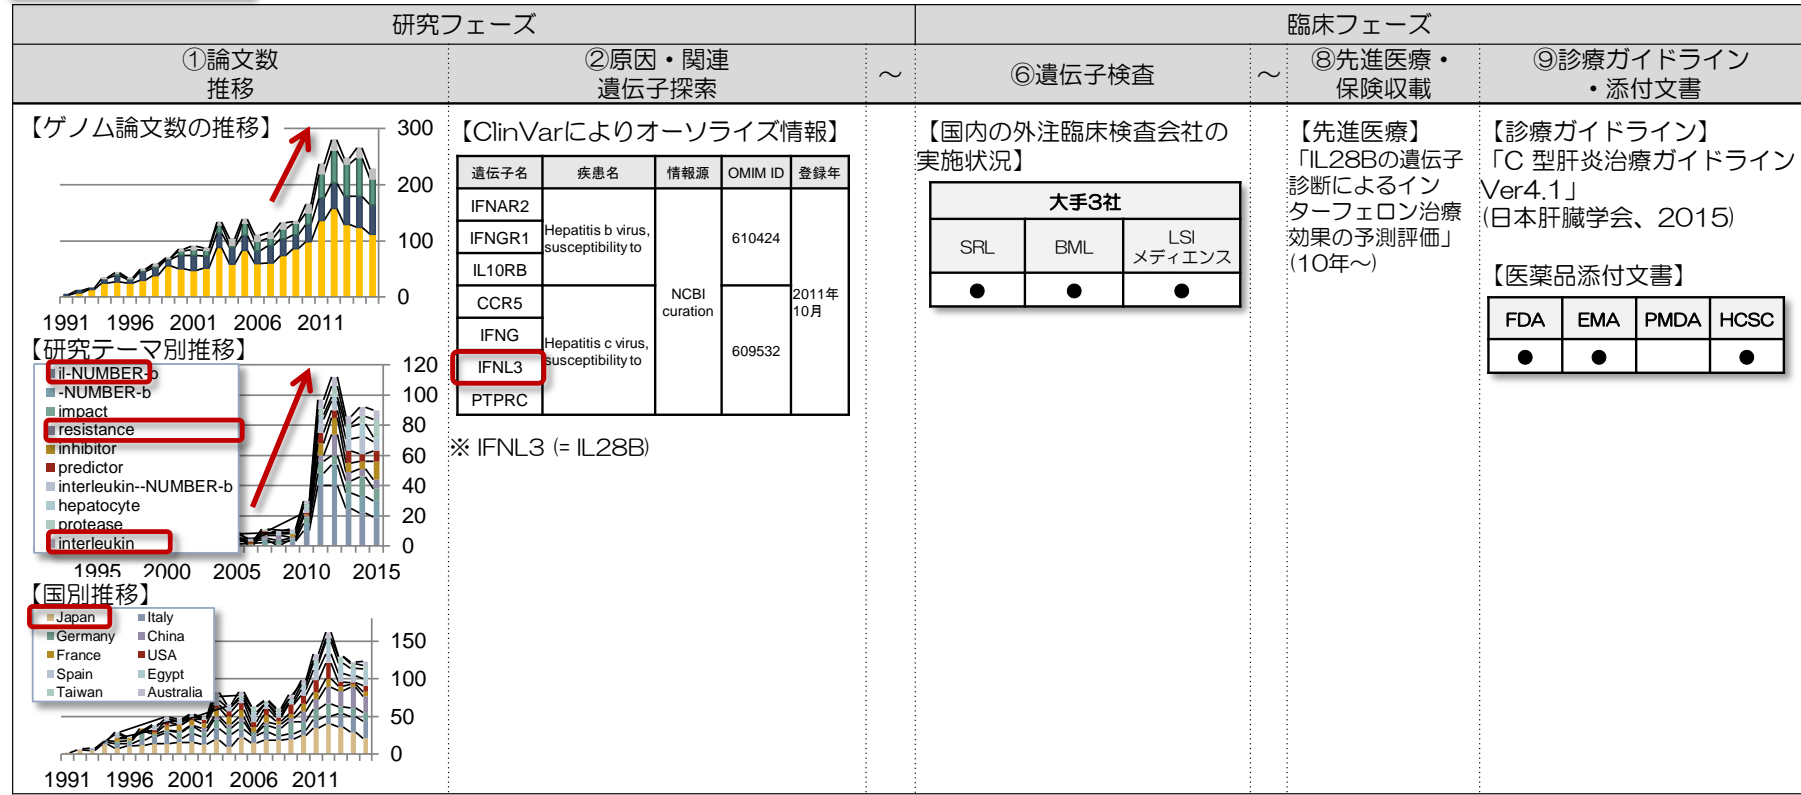 研究フェーズ
臨床フェーズ
①論文数
推移
②原因・関連
遺伝子探索
～
⑥遺伝子検査
～
⑧先進医療・
保険収載
⑨診療ガイドライン
・添付文書
【ゲノム論文数の推移】
300
200
100
0
1991 1996 2001 2006 2011
【研究テーマ別推移】
il-NUMBER-b
-NUMBER-b
impact
resistance
inhibitor
predictor
interleukin--NUMBER-b
hepatocyte
protease
interleukin
120
100
80
60
40
20
0
1995 2000 2005 2010 2015
【国別推移】
Japan Italy
Germany China
France USA
Spain Egypt
Taiwan Australia
150
100
50
0
1991 1996 2001 2006 2011
【ClinVarによりオーソライズ情報】
遺伝子名 疾患名 情報源 OMIM ID 登録年
IFNAR2
IFNGR1
IL10RB
CCR5
IFNG
IFNL3
PTPRC
Hepatitis b virus,
susceptibility to
Hepatitis c virus,
susceptibility to
NCBI
curation
610424
609532
2011年
10月
※ IFNL3 (= IL28B)
【国内の外注臨床検査会社の
実施状況】
大手3社
SRL BML LSI
メディエンス
● ● ●
【先進医療】
「IL28Bの遺伝子
診断によるイン
ターフェロン治療
効果の予測評価」
(10年～)
【診療ガイドライン】
「C 型肝炎治療ガイドライン
Ver4.1」
(日本肝臓学会、2015)
【医薬品添付文書】
FDA EMA PMDA HCSC
● ● ●